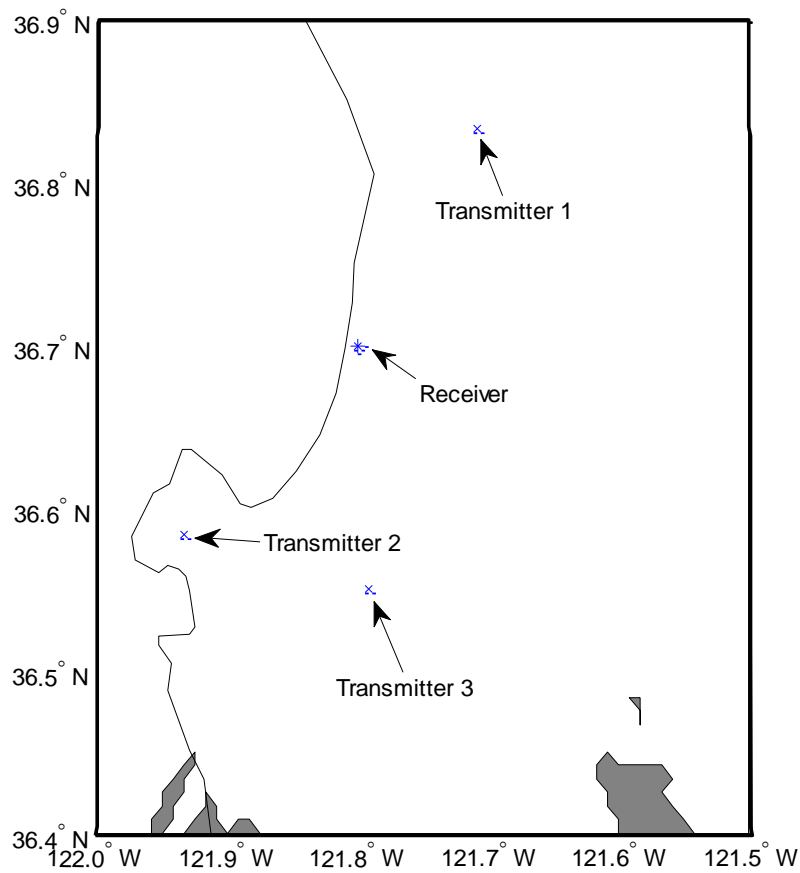 36.9° N
Transmitter 1
36.8° N
36.7° N
Receiver
36.6° N
Transmitter 2
36.5° N
Transmitter 3
36.4° N
122.0° W 121.9° W 121.8° W 121.7° W 121.6° W 121.5° W